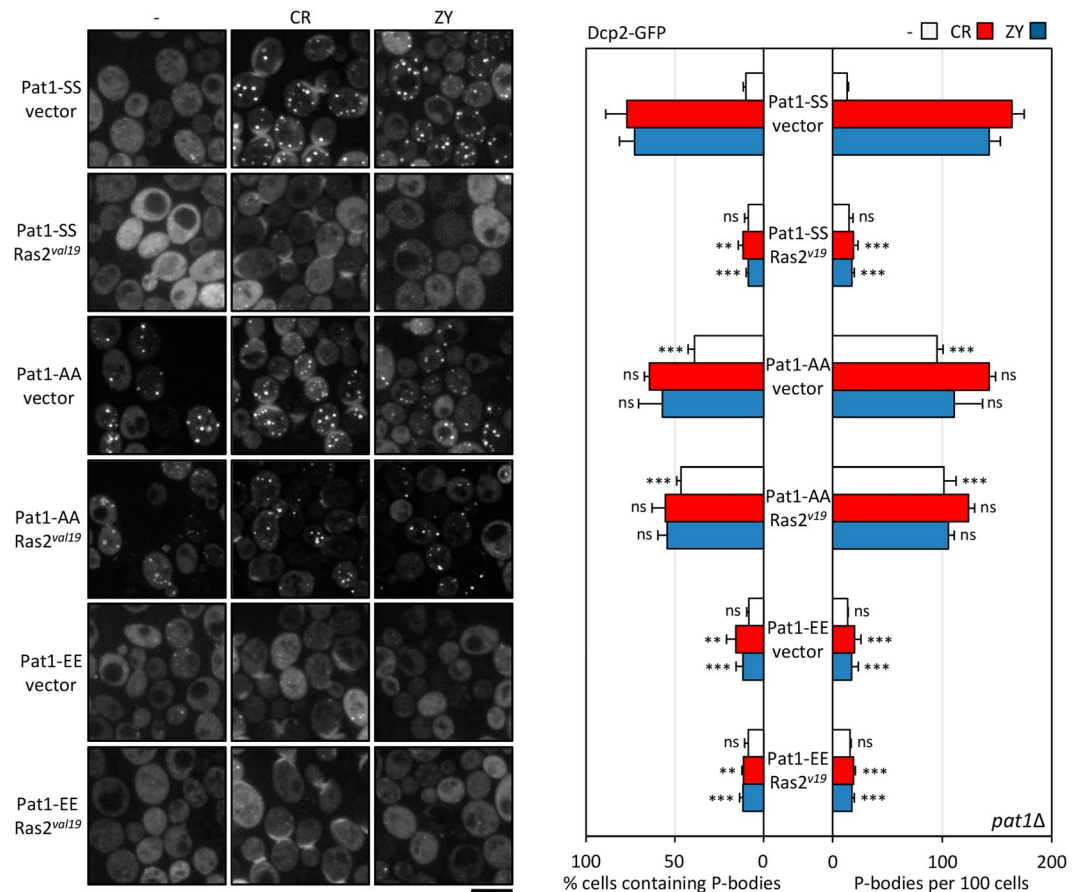 - CR ZY
Pat1-SS
vector
Pat1-SS
Ras2val19
Pat1-AA
vector
Pat1-AA
Ras2val19
Pat1-EE
vector
Pat1-EE
Ras2val19
Dcp2-GFP - CR ZY
Pat1-SS
vector
ns Pat1-SS ns
** Ras2v19 ***
*** ***
*** Pat1-AA ***
ns vector ns
ns ns
*** Pat1-AA ***
ns Ras2v19 ns
ns ns
ns Pat1-EE ns
** vector ***
*** ***
ns Pat1-EE ns
** Ras2v19 ***
*** ***
pat1Δ
100 50 0 0 100 200
% cells containing P-bodies P-bodies per 100 cells